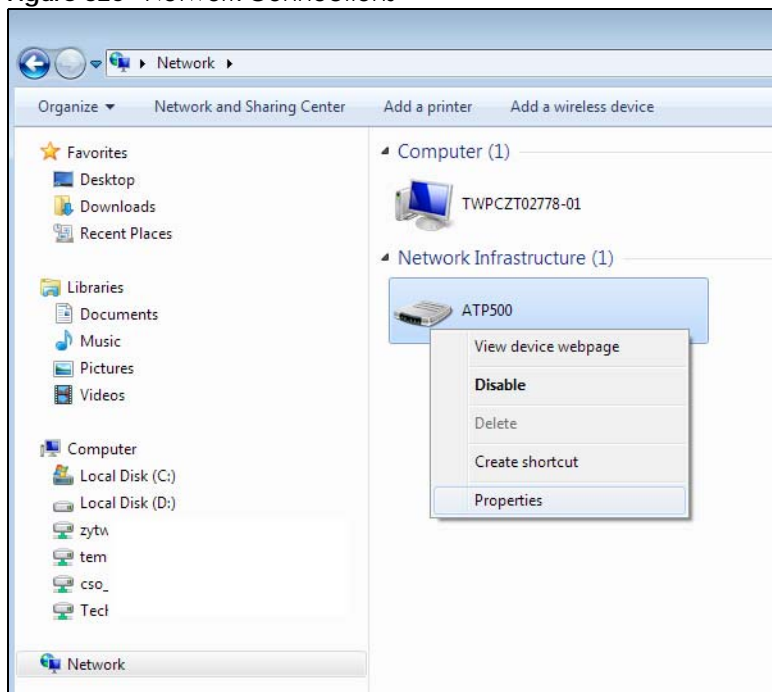 Network
Organize Network and Sharing Center Add a printer Add a wireless device
Favorites
Desktop
Downloads
Recent Places
Libraries
Documents
Music
Pictures
Videos
Computer
Local Disk (C:)
Local Disk (D:)
zytw
tem
cso_
Tech
Network
Computer (1)
TWPCZT02778-01
Network Infrastructure (1)
ATP500
View device webpage
Disable
Delete
Create shortcut
Properties